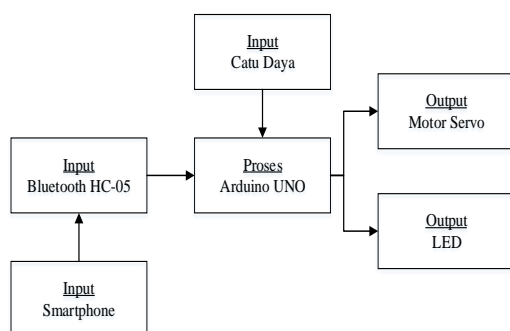 Input
Catu Daya
Output
Motor Servo
Input
Bluetooth HC-05
Proses
Arduino UNO
Output
LED
Input
Smartphone